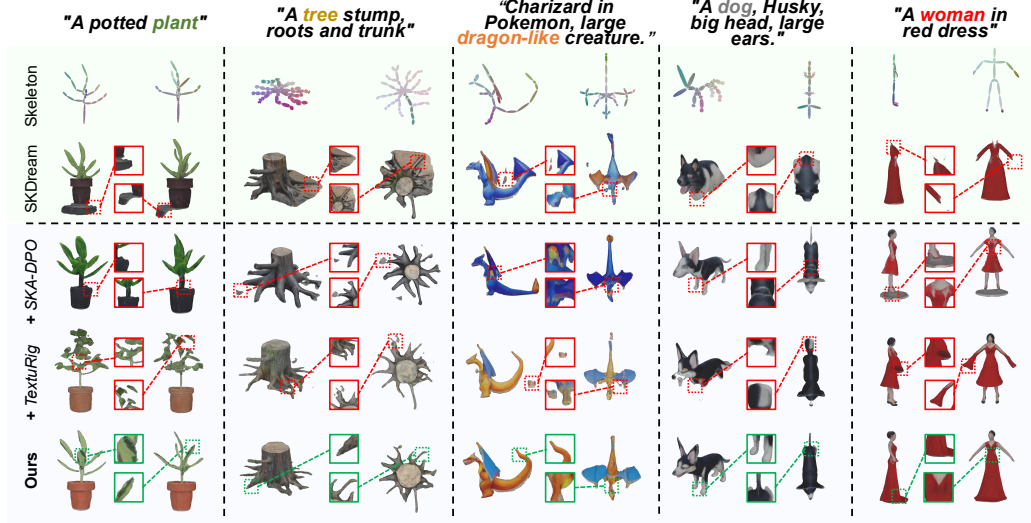 "A potted plant"
"A tree stump,
roots and trunk"
“Charizard in
Pokemon, large
dragon-like creature.”
"A dog, Husky,
big head, large
ears."
"A woman in
red dress"
Skeleton
SKDream
+ SKA-DPO
+ TextuRig
Ours